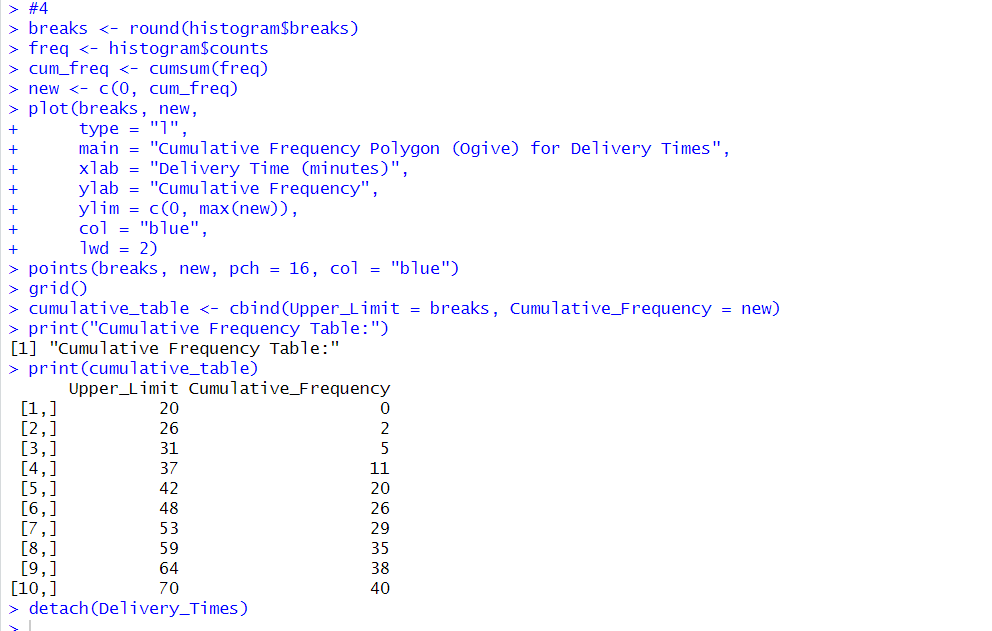 > #4
> breaks <- round(histogram$breaks)
> freq <- histogram$counts
> cum_freq <- cumsum(freq)
> new <- c(0, cum_freq)
> plot(breaks, new,
+      type = "l",
+      main = "Cumulative Frequency Polygon (Ogive) for Delivery Times",
+      xlab = "Delivery Time (minutes)",
+      ylab = "Cumulative Frequency",
+      ylim = c(0, max(new)),
+      col = "blue",
+      lwd = 2)
> points(breaks, new, pch = 16, col = "blue")
> grid()
> cumulative_table <- cbind(Upper_Limit = breaks, Cumulative_Frequency = new)
> print("Cumulative Frequency Table:")
[1] "Cumulative Frequency Table:"
> print(cumulative_table)
      Upper_Limit Cumulative_Frequency
 [1,]          20                    0
 [2,]          26                    2
 [3,]          31                    5
 [4,]          37                   11
 [5,]          42                   20
 [6,]          48                   26
 [7,]          53                   29
 [8,]          59                   35
 [9,]          64                   38
[10,]          70                   40
> detach(Delivery_Times)
>